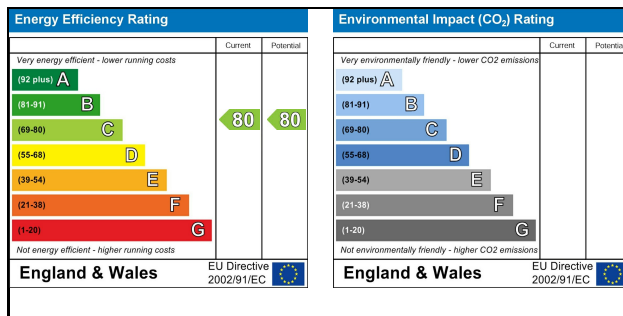 Energy Efficiency Rating
Current Potential
Very energy efficient - lower running costs
(92 plus) A
(81-91) B
(69-80) C
(55-68) D
(39-54) E
(21-38) F
(1-20) G
80 80
Not energy efficient - higher running costs
England & Wales
EU Directive
2002/91/EC
Environmental Impact (CO₂) Rating
Current Potential
Very environmentally friendly - lower CO2 emissions
(92 plus) A
(81-91) B
(69-80) C
(55-68) D
(39-54) E
(21-38) F
(1-20) G
Not environmentally friendly - higher CO2 emissions
England & Wales
EU Directive
2002/91/EC